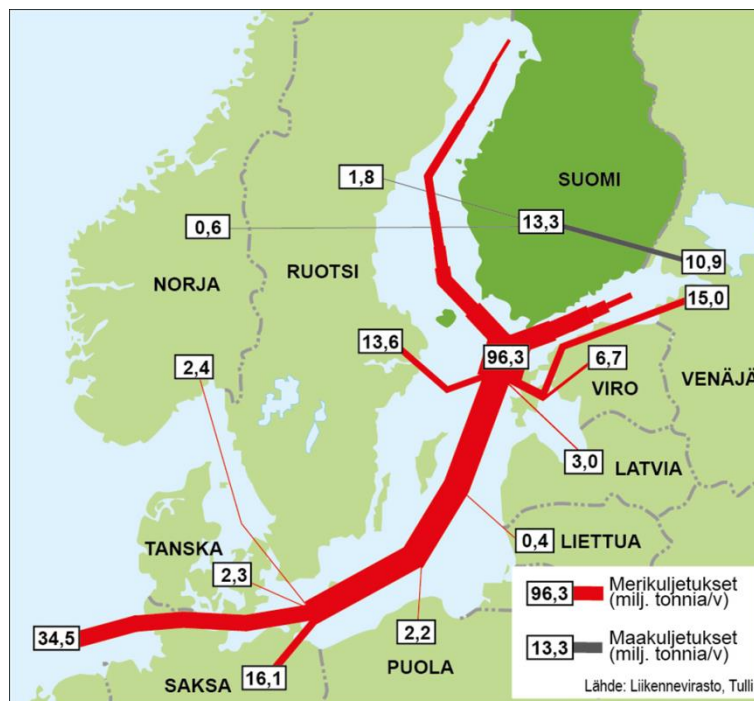 SUOMI
1,8
13,3
0,6
10,9
NORJA
RUOTSI
15,0
13,6
96,3
6,7
2,4
VIRO
VENÄJÄ
3,0
LATVIA
TANSKA
0,4
LIETTUA
2,3
34,5
2,2
16,1
PUOLA
SAKSA
96,3 Merikuljetukset
(milj. tonnia/v)
13,3 Maakuljetukset
(milj. tonnia/v)
Lähde: Liikennevirasto, Tulli